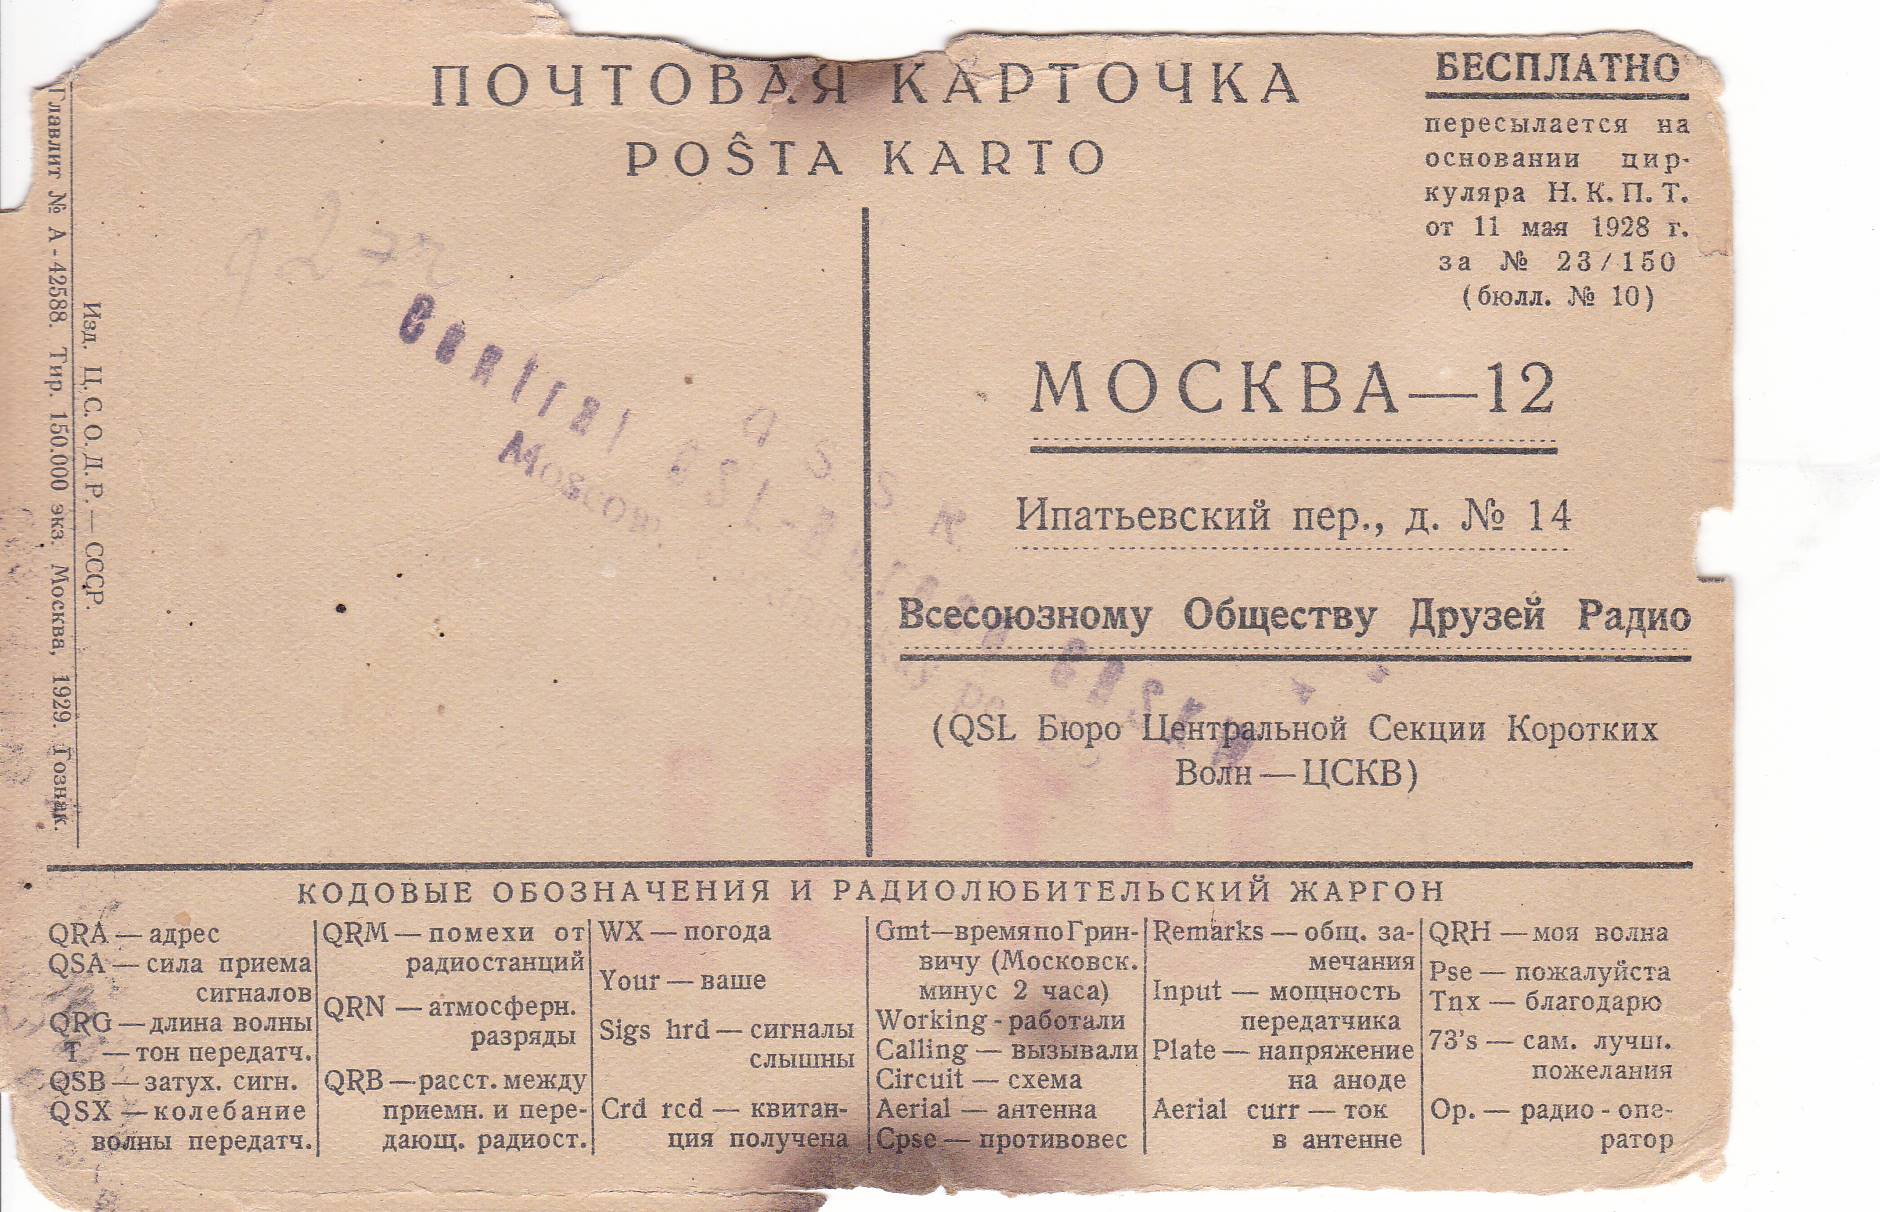 ПОЧТОВАЯ КАРТОЧКА
POŜTA KARTO
БЕСПЛАТНО
пересылается на
основании цир-
куляра Н.К.П.Т.
от 11 мая 1928 г.
за № 23/150
(бюлл. № 10)
МОСКВА—12
Ипатьевский пер., д. № 14
Всесоюзному Обществу Друзей Радио
(QSL Бюро Центральной Секции Коротких
Волн—ЦСКВ)
Главлит № А-42588. Тир. 150.000 экз. Москва, 1929. Гознак.
Изд. Ц.С.О.Д.Р.—СССР.
Central QSL-Bureau CSKW
Moscow
КОДОВЫЕ ОБОЗНАЧЕНИЯ И РАДИОЛЮБИТЕЛЬСКИЙ ЖАРГОН
QRA—адрес
QSA—сила приема
сигналов
QRG—длина волны
T —тон передатч.
QSB—затух. сигн.
QSX—колебание
волны передатч.
QRM—помехи от
радиостанций
QRN—атмосферн.
разряды
QRB—расст. между
приемн. и пере-
дающ. радиост.
WX—погода
Your—ваше
Sigs hrd—сигналы
слышны
Crd rcd—квитан-
ция получена
Gmt—время по Грин-
вичу (Московск.
минус 2 часа)
Working-работали
Calling—вызывали
Circuit—схема
Aerial—антенна
Cpse—противовес
Remarks—общ. за-
мечания
Input—мощность
передатчика
Plate—напряжение
на аноде
Aerial curr—ток
в антенне
QRH—моя волна
Pse—пожалуйста
Tnx—благодарю
73's—сам. лучш.
пожелания
Op.—радио-опе-
ратор